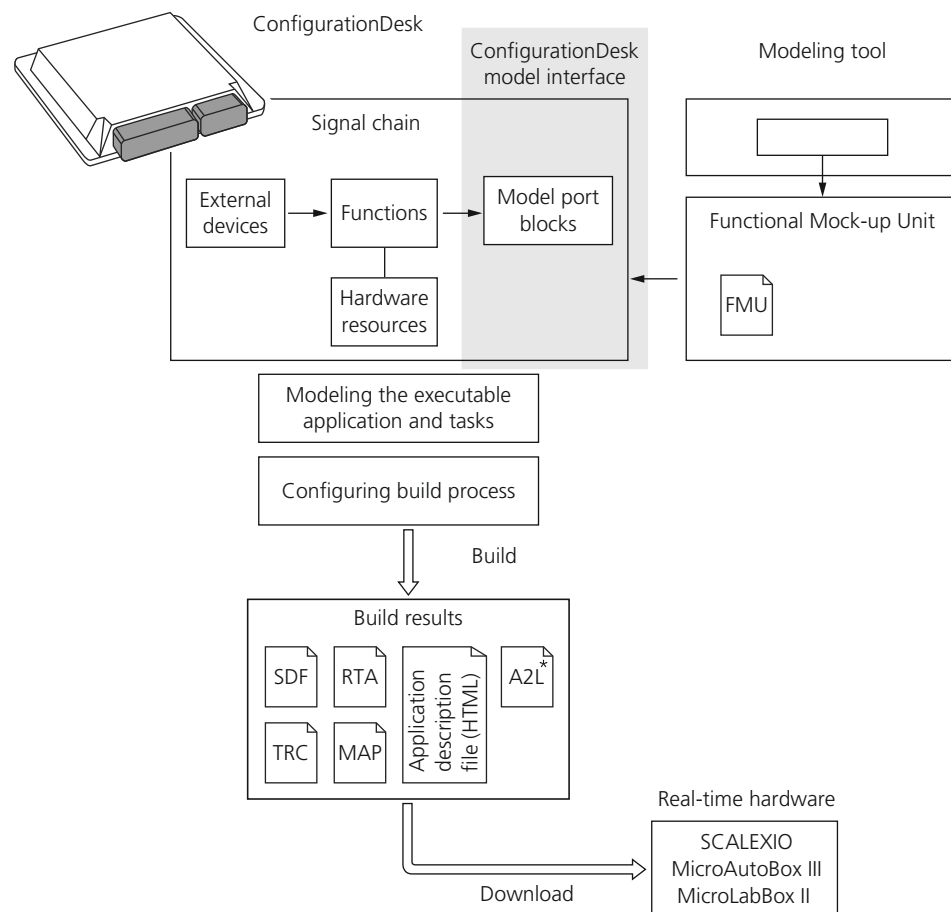 ConfigurationDesk
ConfigurationDesk
model interface
Modeling tool
Signal chain
External
devices
Functions
Model port
blocks
Hardware
resources
Functional Mock-up Unit
FMU
Modeling the executable
application and tasks
Configuring build process
Build
Build results
SDF
RTA
Application
description
file (HTML)
A2L*
TRC
MAP
Real-time hardware
SCALEXIO
MicroAutoBox III
MicroLabBox II
Download